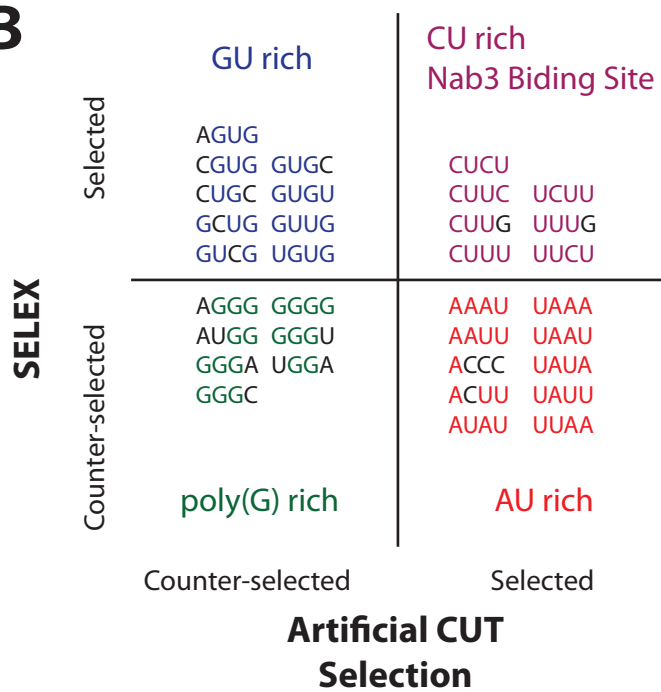 B
GU rich
CU rich
Nab3 Biding Site
Selected
AGUG
CGUG GUGC
CUGC GUGU
GCUG GUUG
GUCG UGUG
CUCU
CUUC UCUU
CUUG UUUG
CUUU UUCU
SELEX
Counter-selected
AGGG GGGG
AUGG GGGU
GGGA UGGA
GGGC
poly(G) rich
AAAU UAAA
AAUU UAAU
ACCC UAUA
ACUU UAUU
AUAU UUAA
AU rich
Counter-selected
Selected
Artificial CUT
Selection